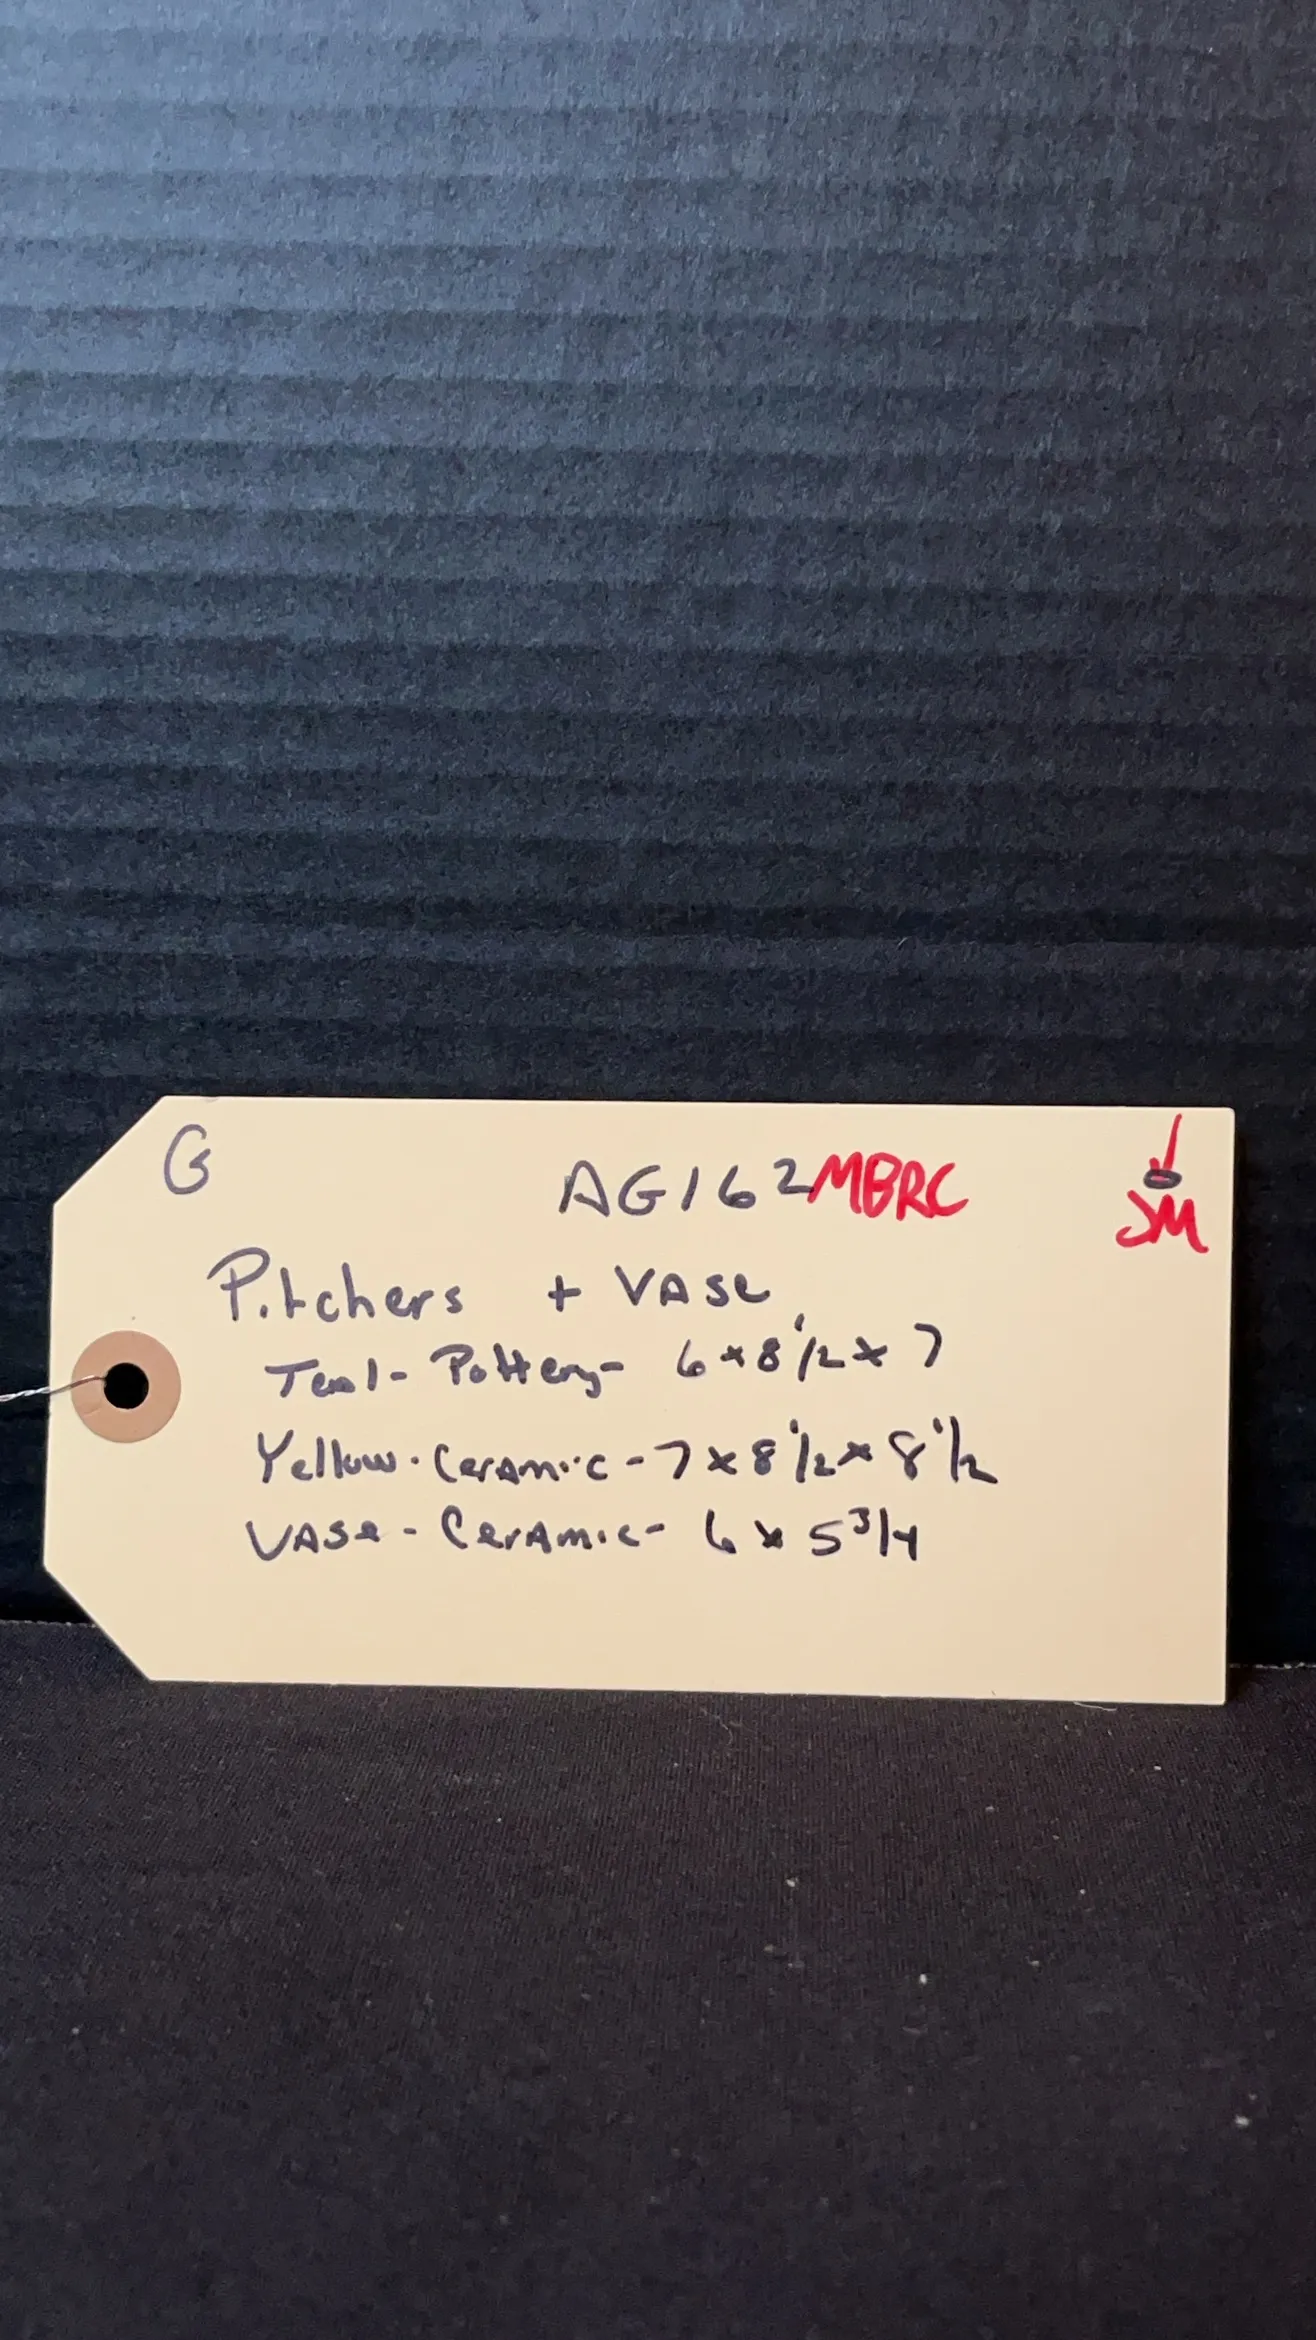 G AG162MBRC JM
Pitchers + VASe
Teal- Pottery- 6 x 8 1/2 x 7
Yellow-Ceramic-7 x 8 1/2 x 8 1/2
VASe-Ceramic- 6 x 5 3/4